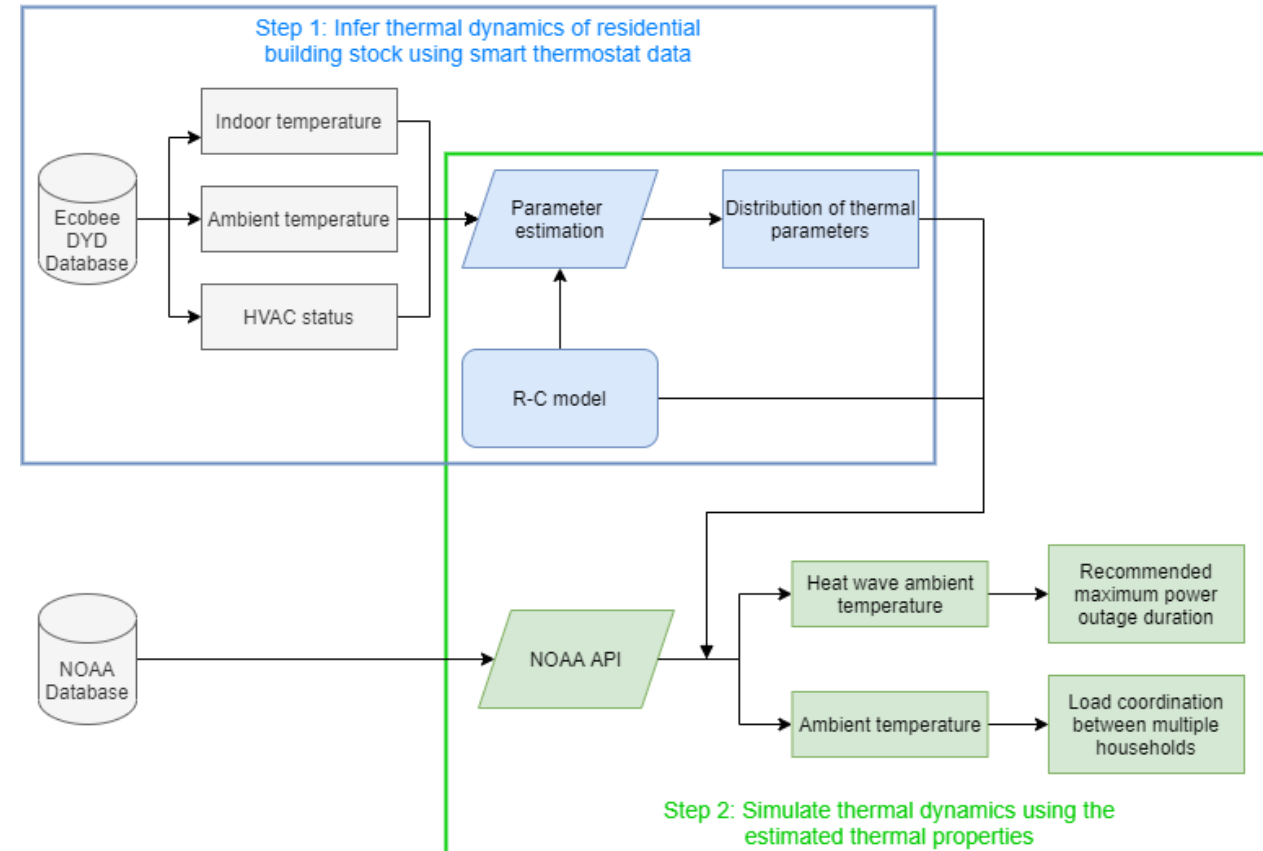 Step 1: Infer thermal dynamics of residential
building stock using smart thermostat data
Indoor temperature
Ecobee
DYD
Database
Ambient temperature
HVAC status
Parameter
estimation
Distribution of thermal
parameters
R-C model
NOAA
Database
NOAA API
Heat wave ambient
temperature
Recommended
maximum power
outage duration
Ambient temperature
Load coordination
between multiple
households
Step 2: Simulate thermal dynamics using the
estimated thermal properties